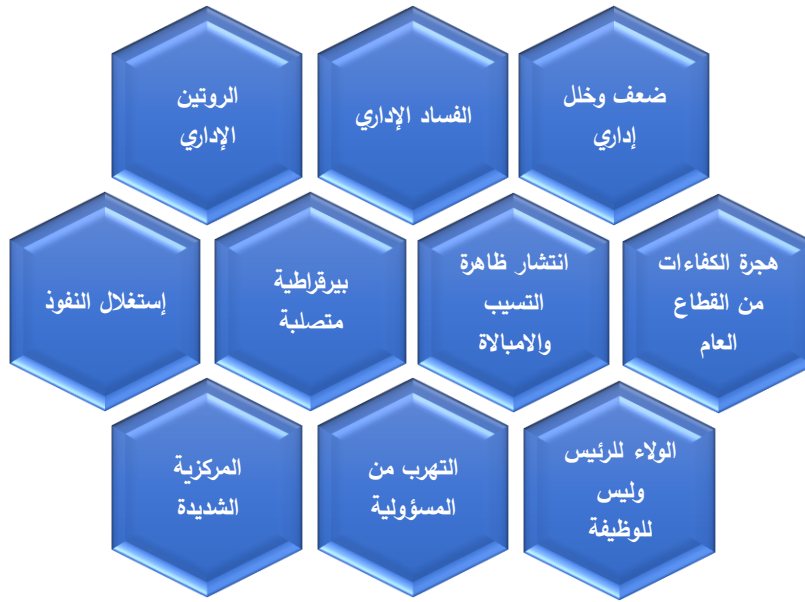 ضعف وخلل
إداري
الفساد الإداري
الروتين
الإداري
هجرة الكفاءات
من القطاع
العام
انتشار ظاهرة
التسيب
والامبالاة
بيرقراطية
متصلبة
إستغلال النفوذ
الولاء للرئيس
وليس
للوظيفة
التهرب من
المسؤولية
المركزية
الشديدة